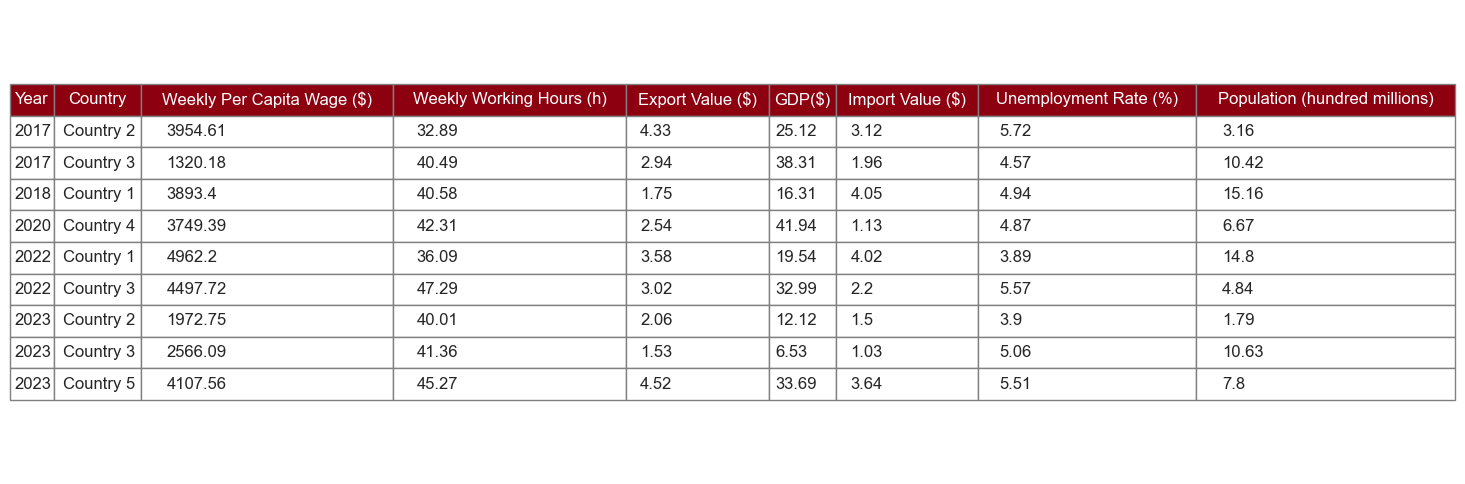 Year Country Weekly Per Capita Wage ($) Weekly Working Hours (h) Export Value ($) GDP($) Import Value ($) Unemployment Rate (%) Population (hundred millions)
2017 Country 2 3954.61 32.89 4.33 25.12 3.12 5.72 3.16
2017 Country 3 1320.18 40.49 2.94 38.31 1.96 4.57 10.42
2018 Country 1 3893.4 40.58 1.75 16.31 4.05 4.94 15.16
2020 Country 4 3749.39 42.31 2.54 41.94 1.13 4.87 6.67
2022 Country 1 4962.2 36.09 3.58 19.54 4.02 3.89 14.8
2022 Country 3 4497.72 47.29 3.02 32.99 2.2 5.57 4.84
2023 Country 2 1972.75 40.01 2.06 12.12 1.5 3.9 1.79
2023 Country 3 2566.09 41.36 1.53 6.53 1.03 5.06 10.63
2023 Country 5 4107.56 45.27 4.52 33.69 3.64 5.51 7.8